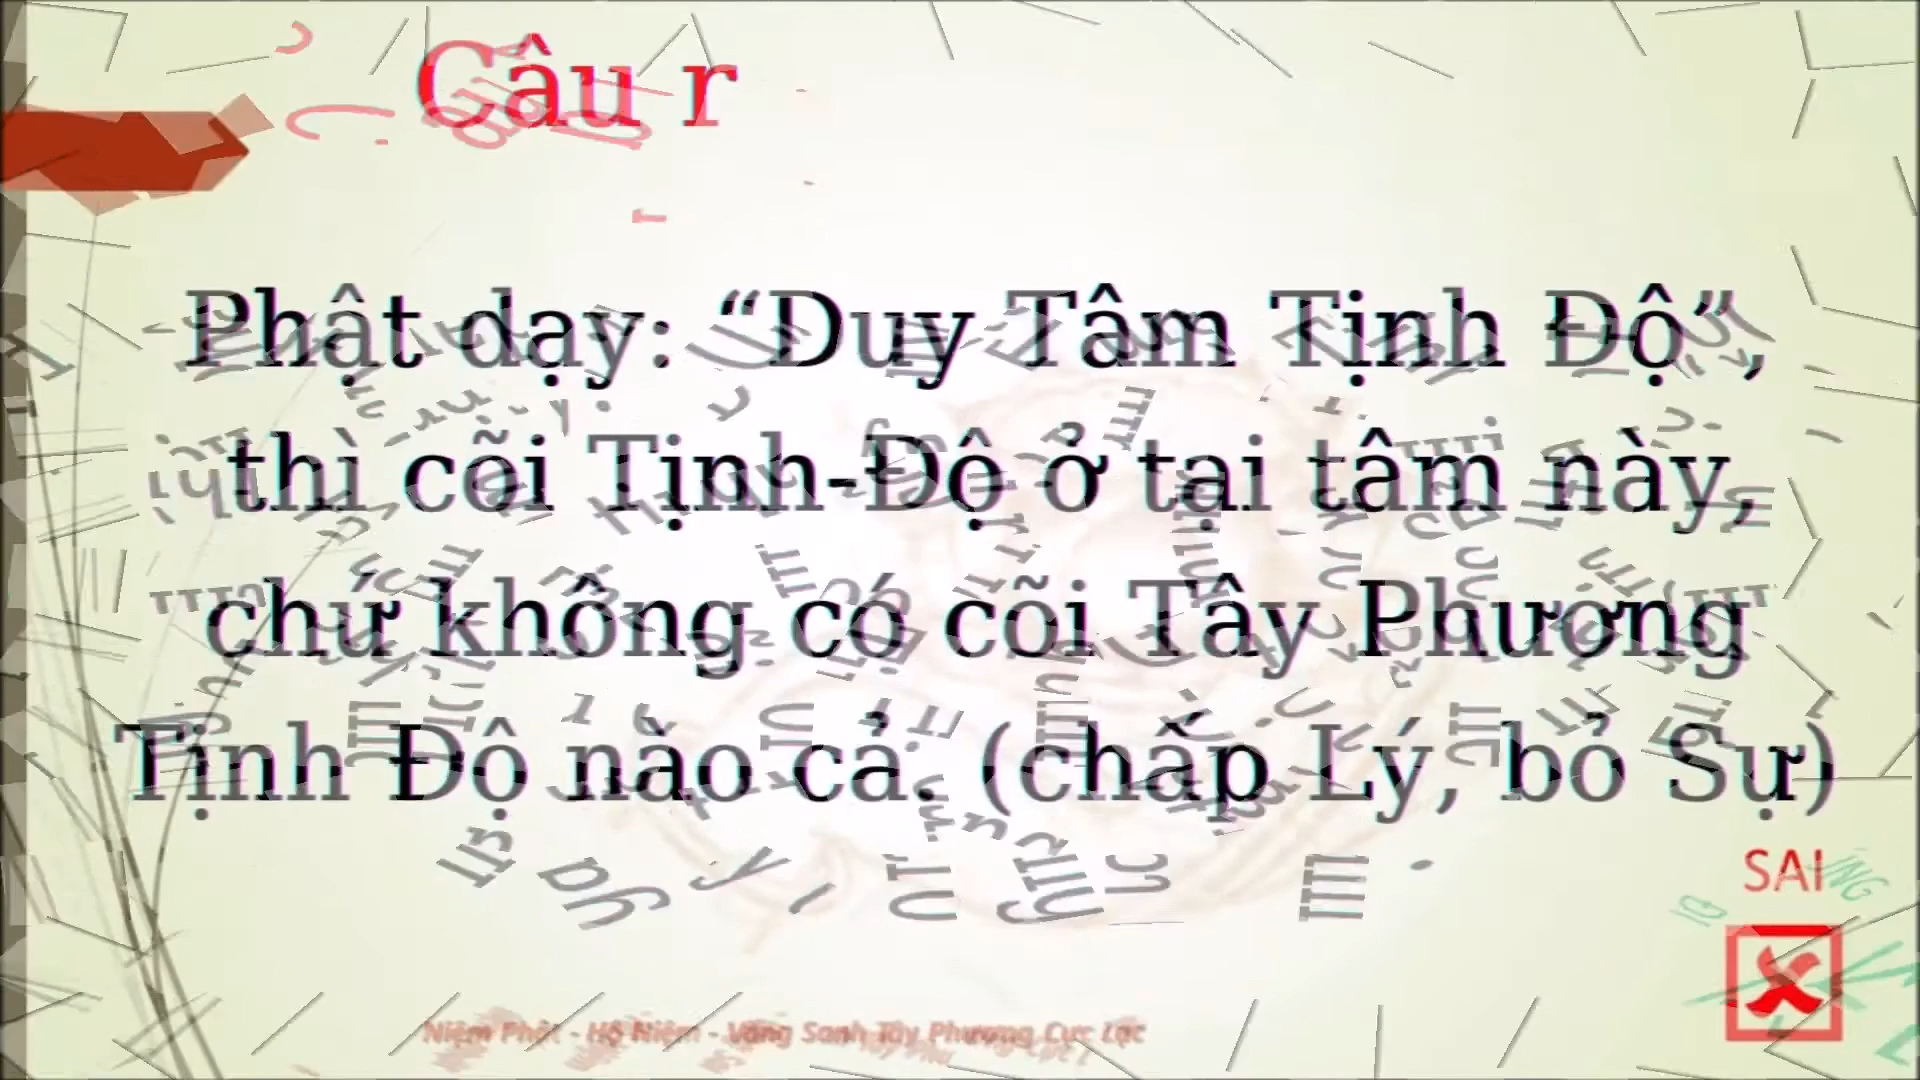 Câu r
Phật dạy: “Duy Tâm Tịnh Độ”,
thì cõi Tịnh-Độ ở tại tâm này,
chứ không có cõi Tây Phương
Tịnh Độ nào cả. (chấp Lý, bỏ Sự)
SAI
Niệm Phật - Hộ Niệm - Vãng Sanh Tây Phương Cực Lạc